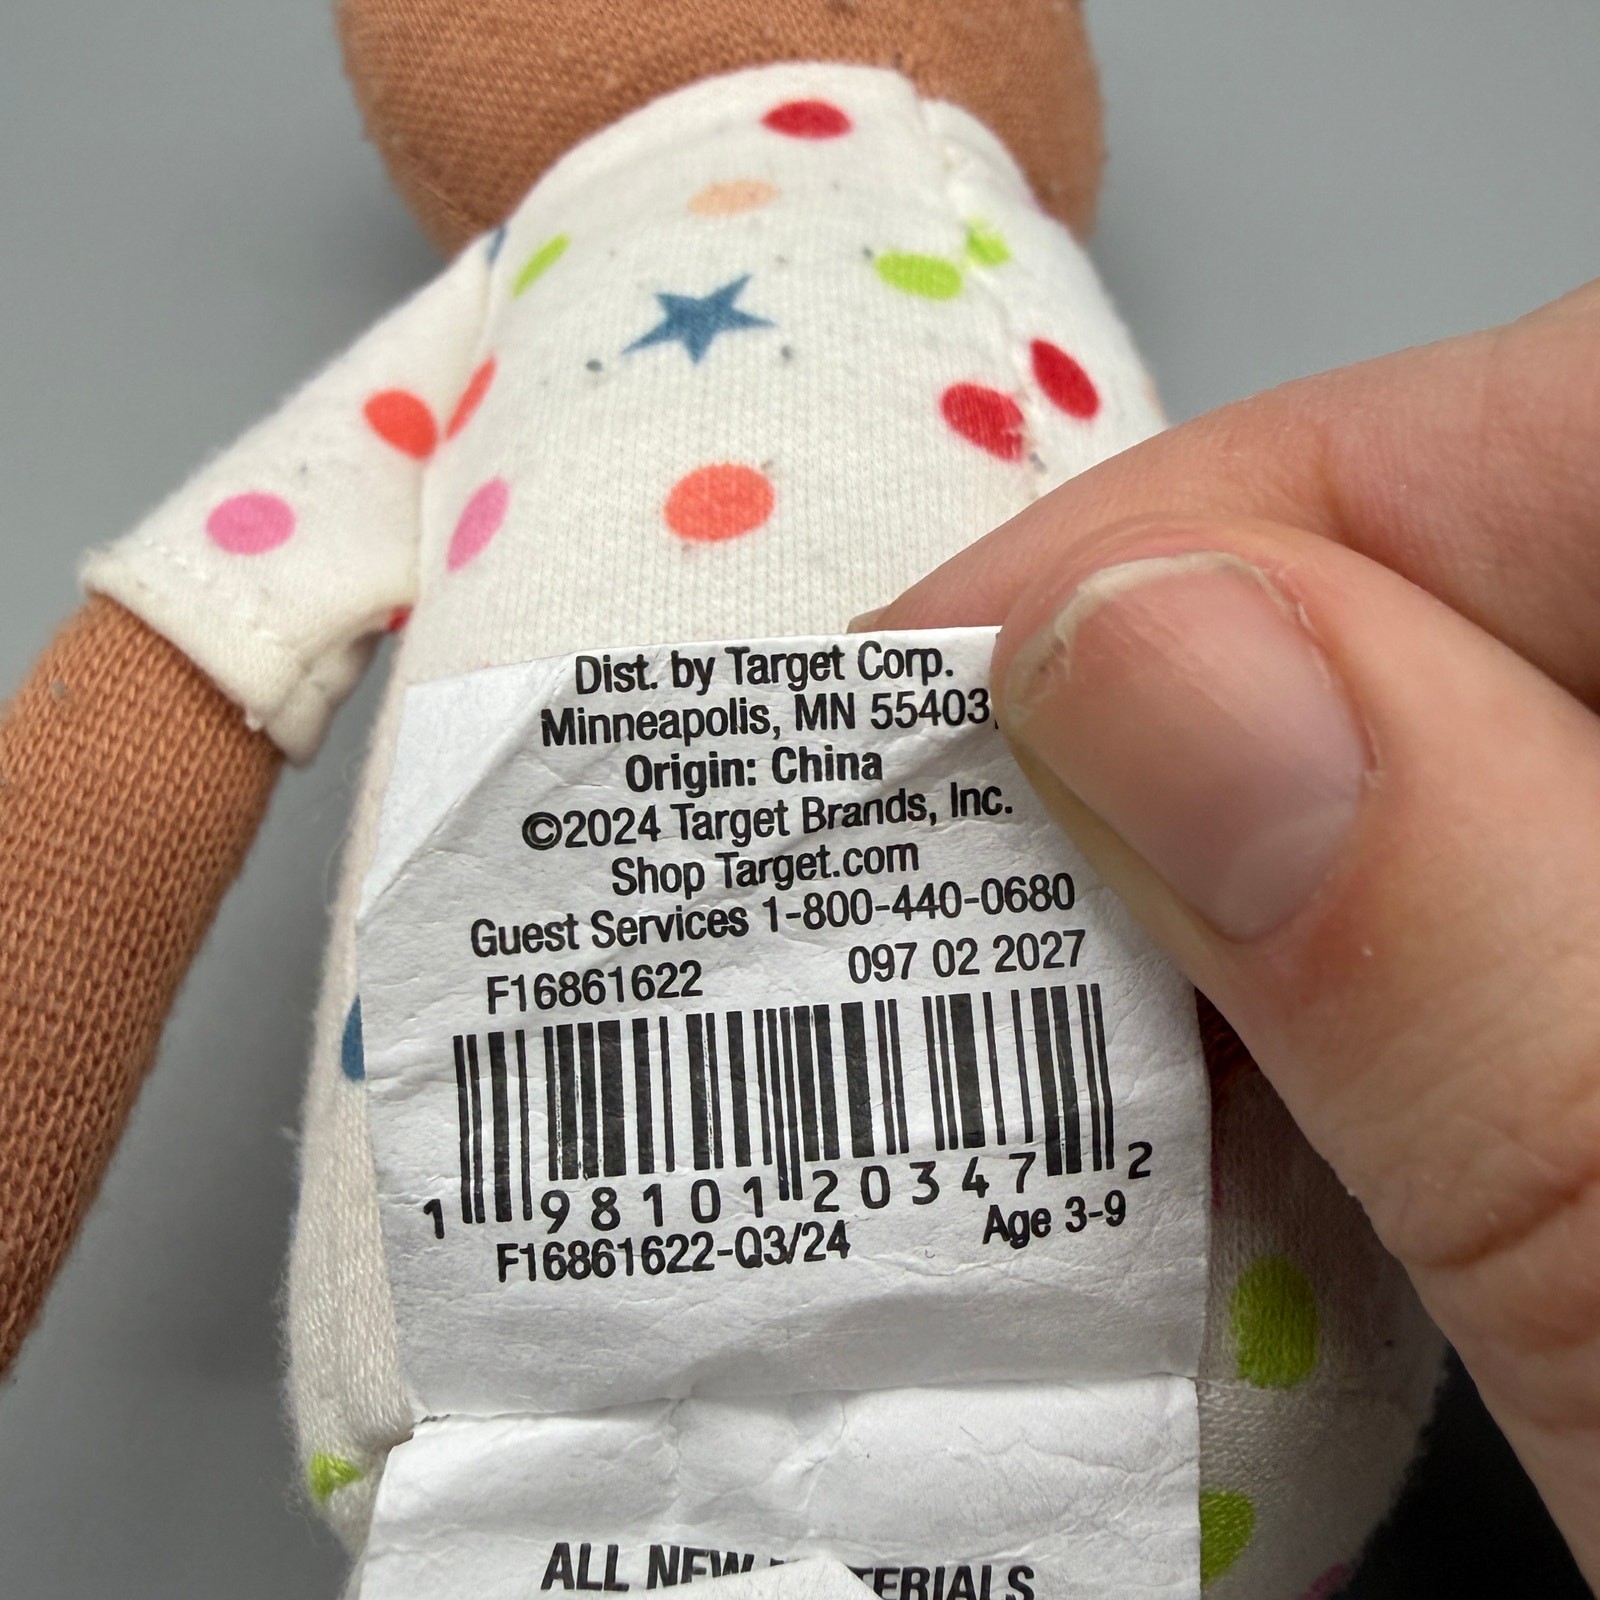 Dist. by Target Corp.
Minneapolis, MN 55403
Origin: China
©2024 Target Brands, Inc.
Shop Target.com
Guest Services 1-800-440-0680
F16861622 097 02 2027
1 98101 20347 2
F16861622-Q3/24 Age 3-9
ALL NEW MATERIALS